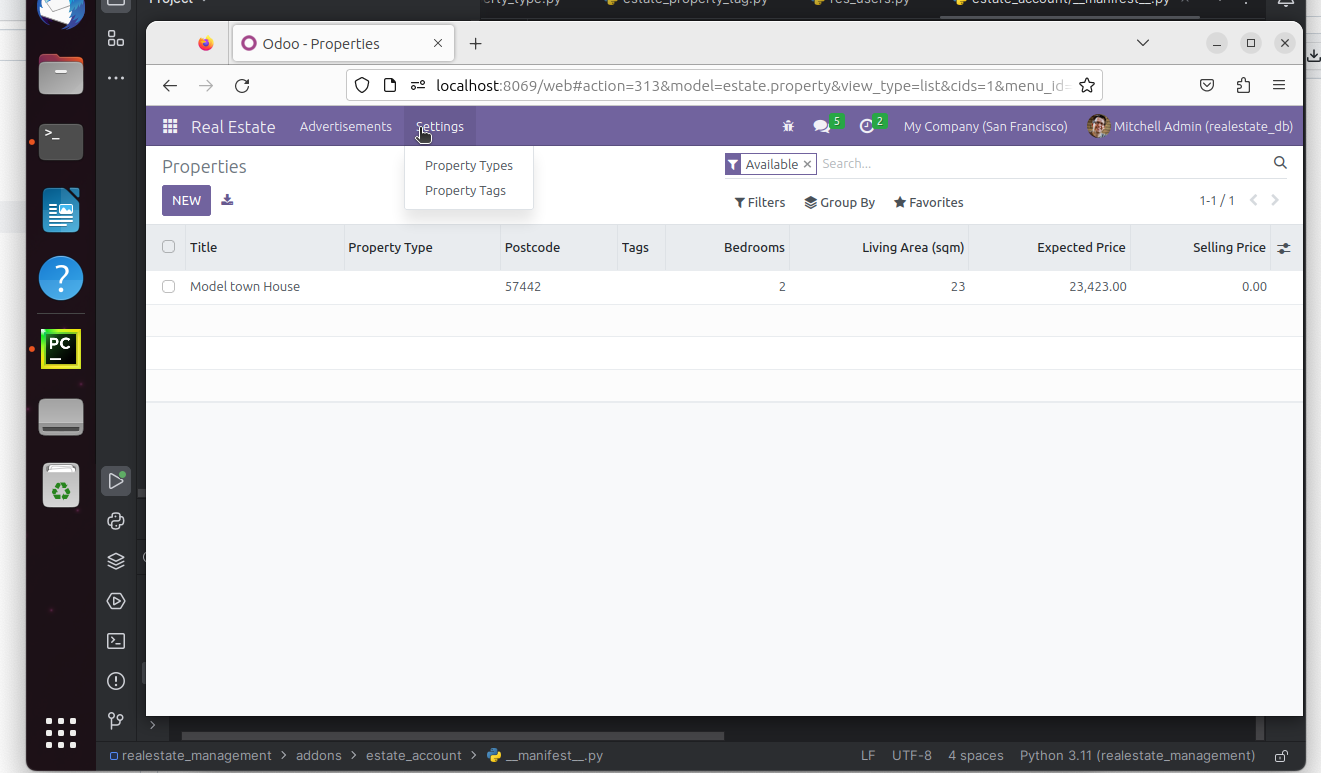 Project
rty_type.py estate_property_tag.py res_users.py estate_account/__manifest__.py
Odoo - Properties
localhost:8069/web#action=313&model=estate.property&view_type=list&cids=1&menu_id=
Real Estate Advertisements Settings 5 2 My Company (San Francisco) Mitchell Admin (realestate_db)
Property Types
Property Tags
Properties
Available × Search...
NEW
Filters Group By Favorites 1-1 / 1
Title Property Type Postcode Tags Bedrooms Living Area (sqm) Expected Price Selling Price
Model town House 57442 2 23 23,423.00 0.00
>_
?
PC
realestate_management > addons > estate_account > __manifest__.py LF UTF-8 4 spaces Python 3.11 (realestate_management)